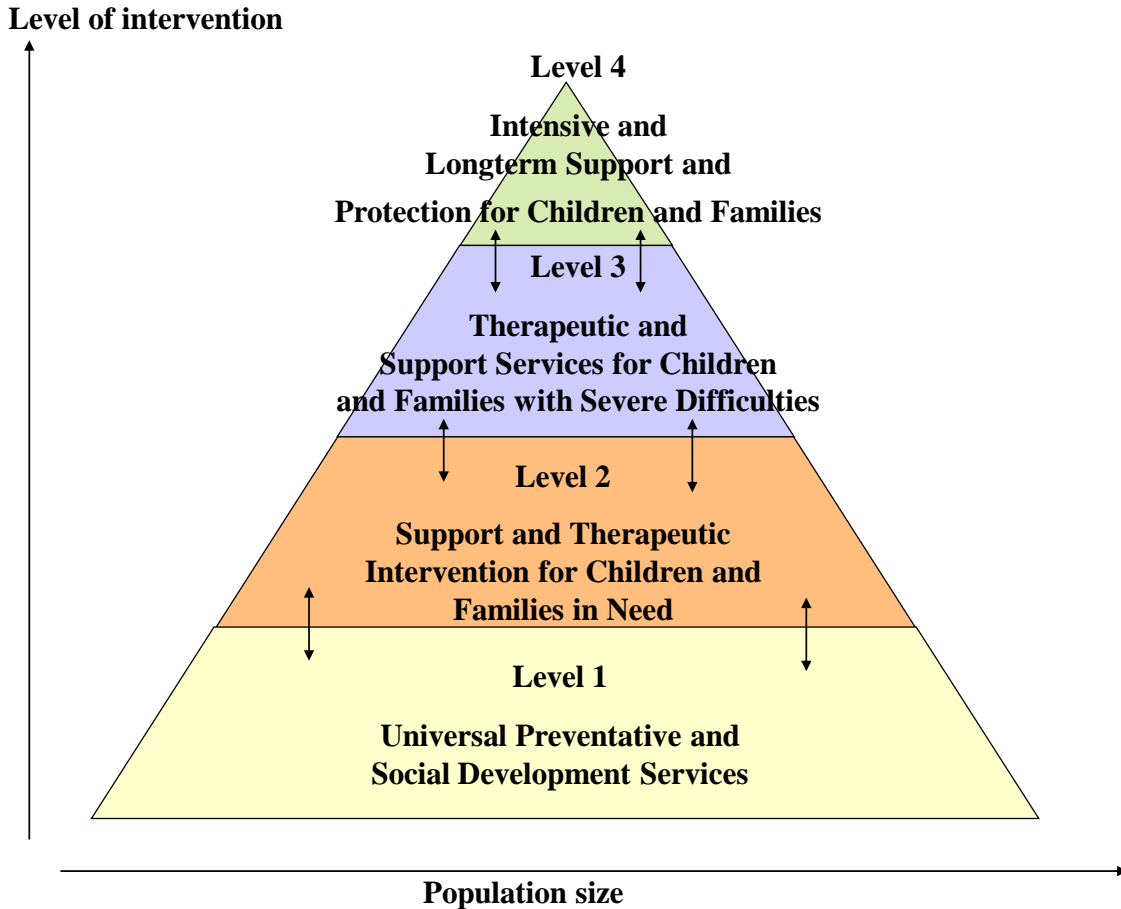 Level of intervention
Level 4
Intensive and
Longterm Support and
Protection for Children and Families
Level 3
Therapeutic and
Support Services for Children
and Families with Severe Difficulties
Level 2
Support and Therapeutic
Intervention for Children and
Families in Need
Level 1
Universal Preventative and
Social Development Services
Population size